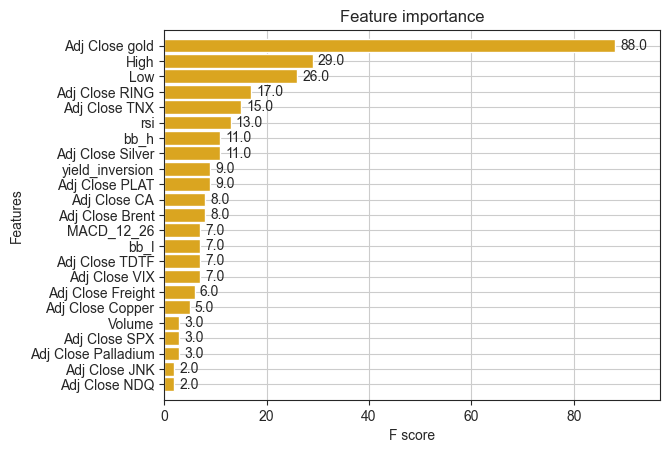 Feature importance
Features
Adj Close gold 88.0
High 29.0
Low 26.0
Adj Close RING 17.0
Adj Close TNX 15.0
rsi 13.0
bb_h 11.0
Adj Close Silver 11.0
yield_inversion 9.0
Adj Close PLAT 9.0
Adj Close CA 8.0
Adj Close Brent 8.0
MACD_12_26 7.0
bb_l 7.0
Adj Close TDTF 7.0
Adj Close VIX 7.0
Adj Close Freight 6.0
Adj Close Copper 5.0
Volume 3.0
Adj Close SPX 3.0
Adj Close Palladium 3.0
Adj Close JNK 2.0
Adj Close NDQ 2.0
0 20 40 60 80
F score